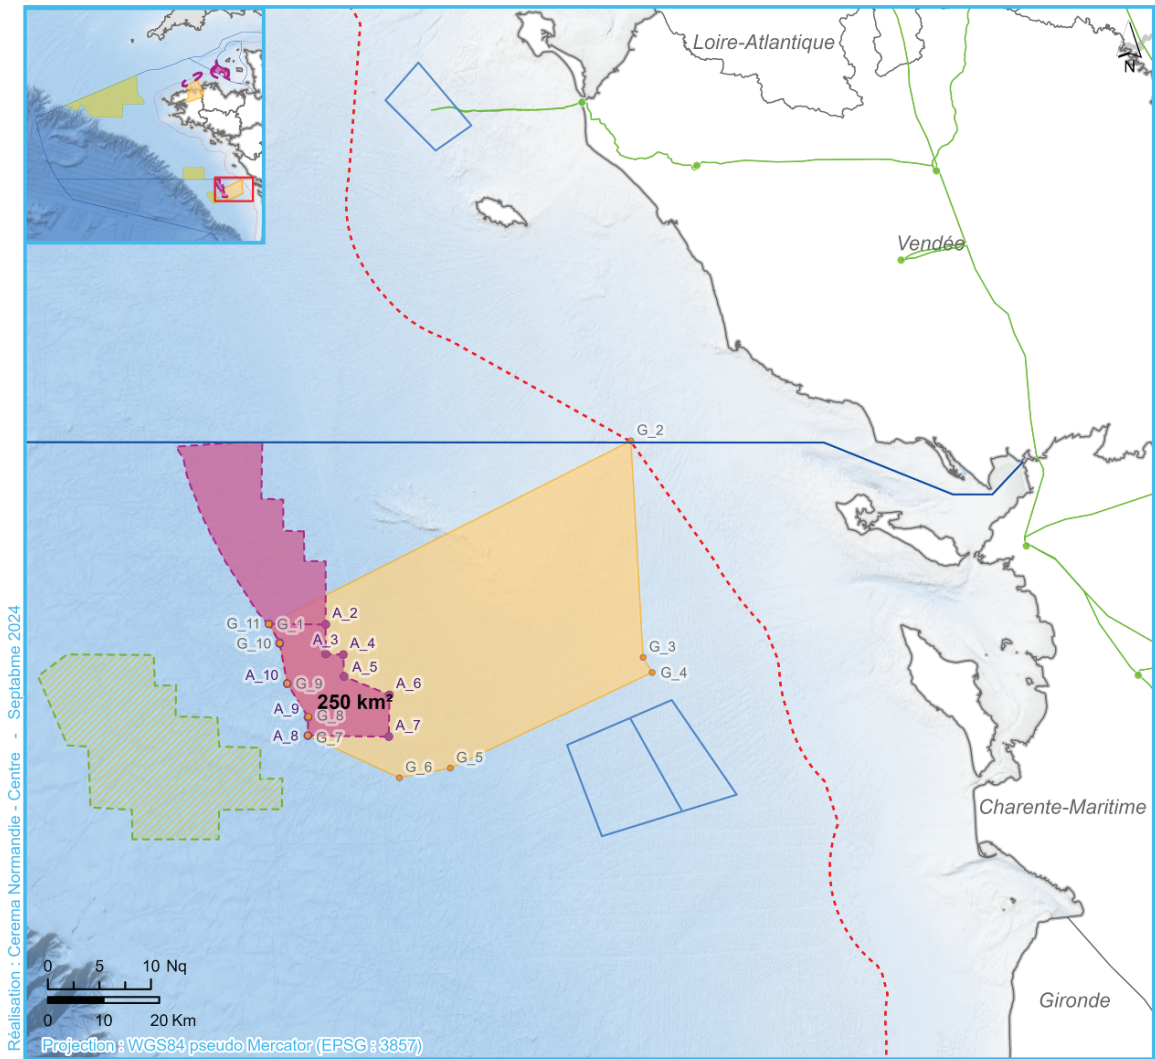 Loire-Atlantique
N
Vendée
G_2
G_11
G_1
A_2
G_10
A_3
A_4
G_3
A_5
G_4
A_10
G_9
A_6
250 km²
A_9
G_8
A_7
A_8
G_7
G_5
G_6
Charente-Maritime
Gironde
0 5 10 Nq
0 10 20 Km
Projection : WGS84 pseudo Mercator (EPSG : 3857)
Réalisation : Cerema Normandie - Centre - Septabme 2024